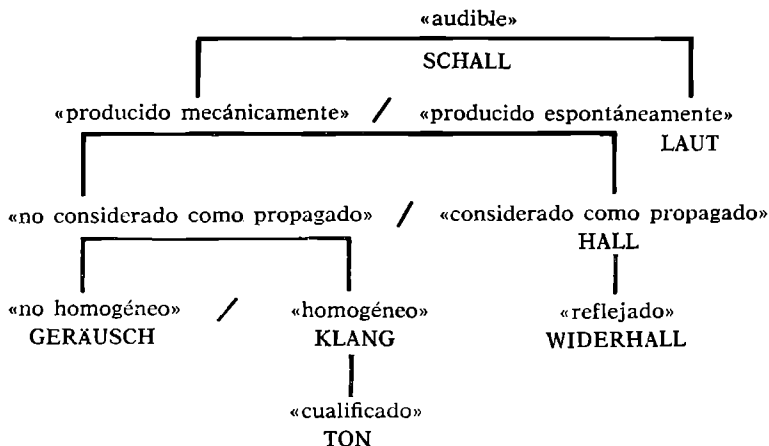 «audible»
SCHALL
«producido mecánicamente» / «producido espontáneamente»
LAUT
«no considerado como propagado» / «considerado como propagado»
HALL
«no homogéneo» / «homogéneo» «reflejado»
GERÄUSCH KLANG WIDERHALL
«cualificado»
TON